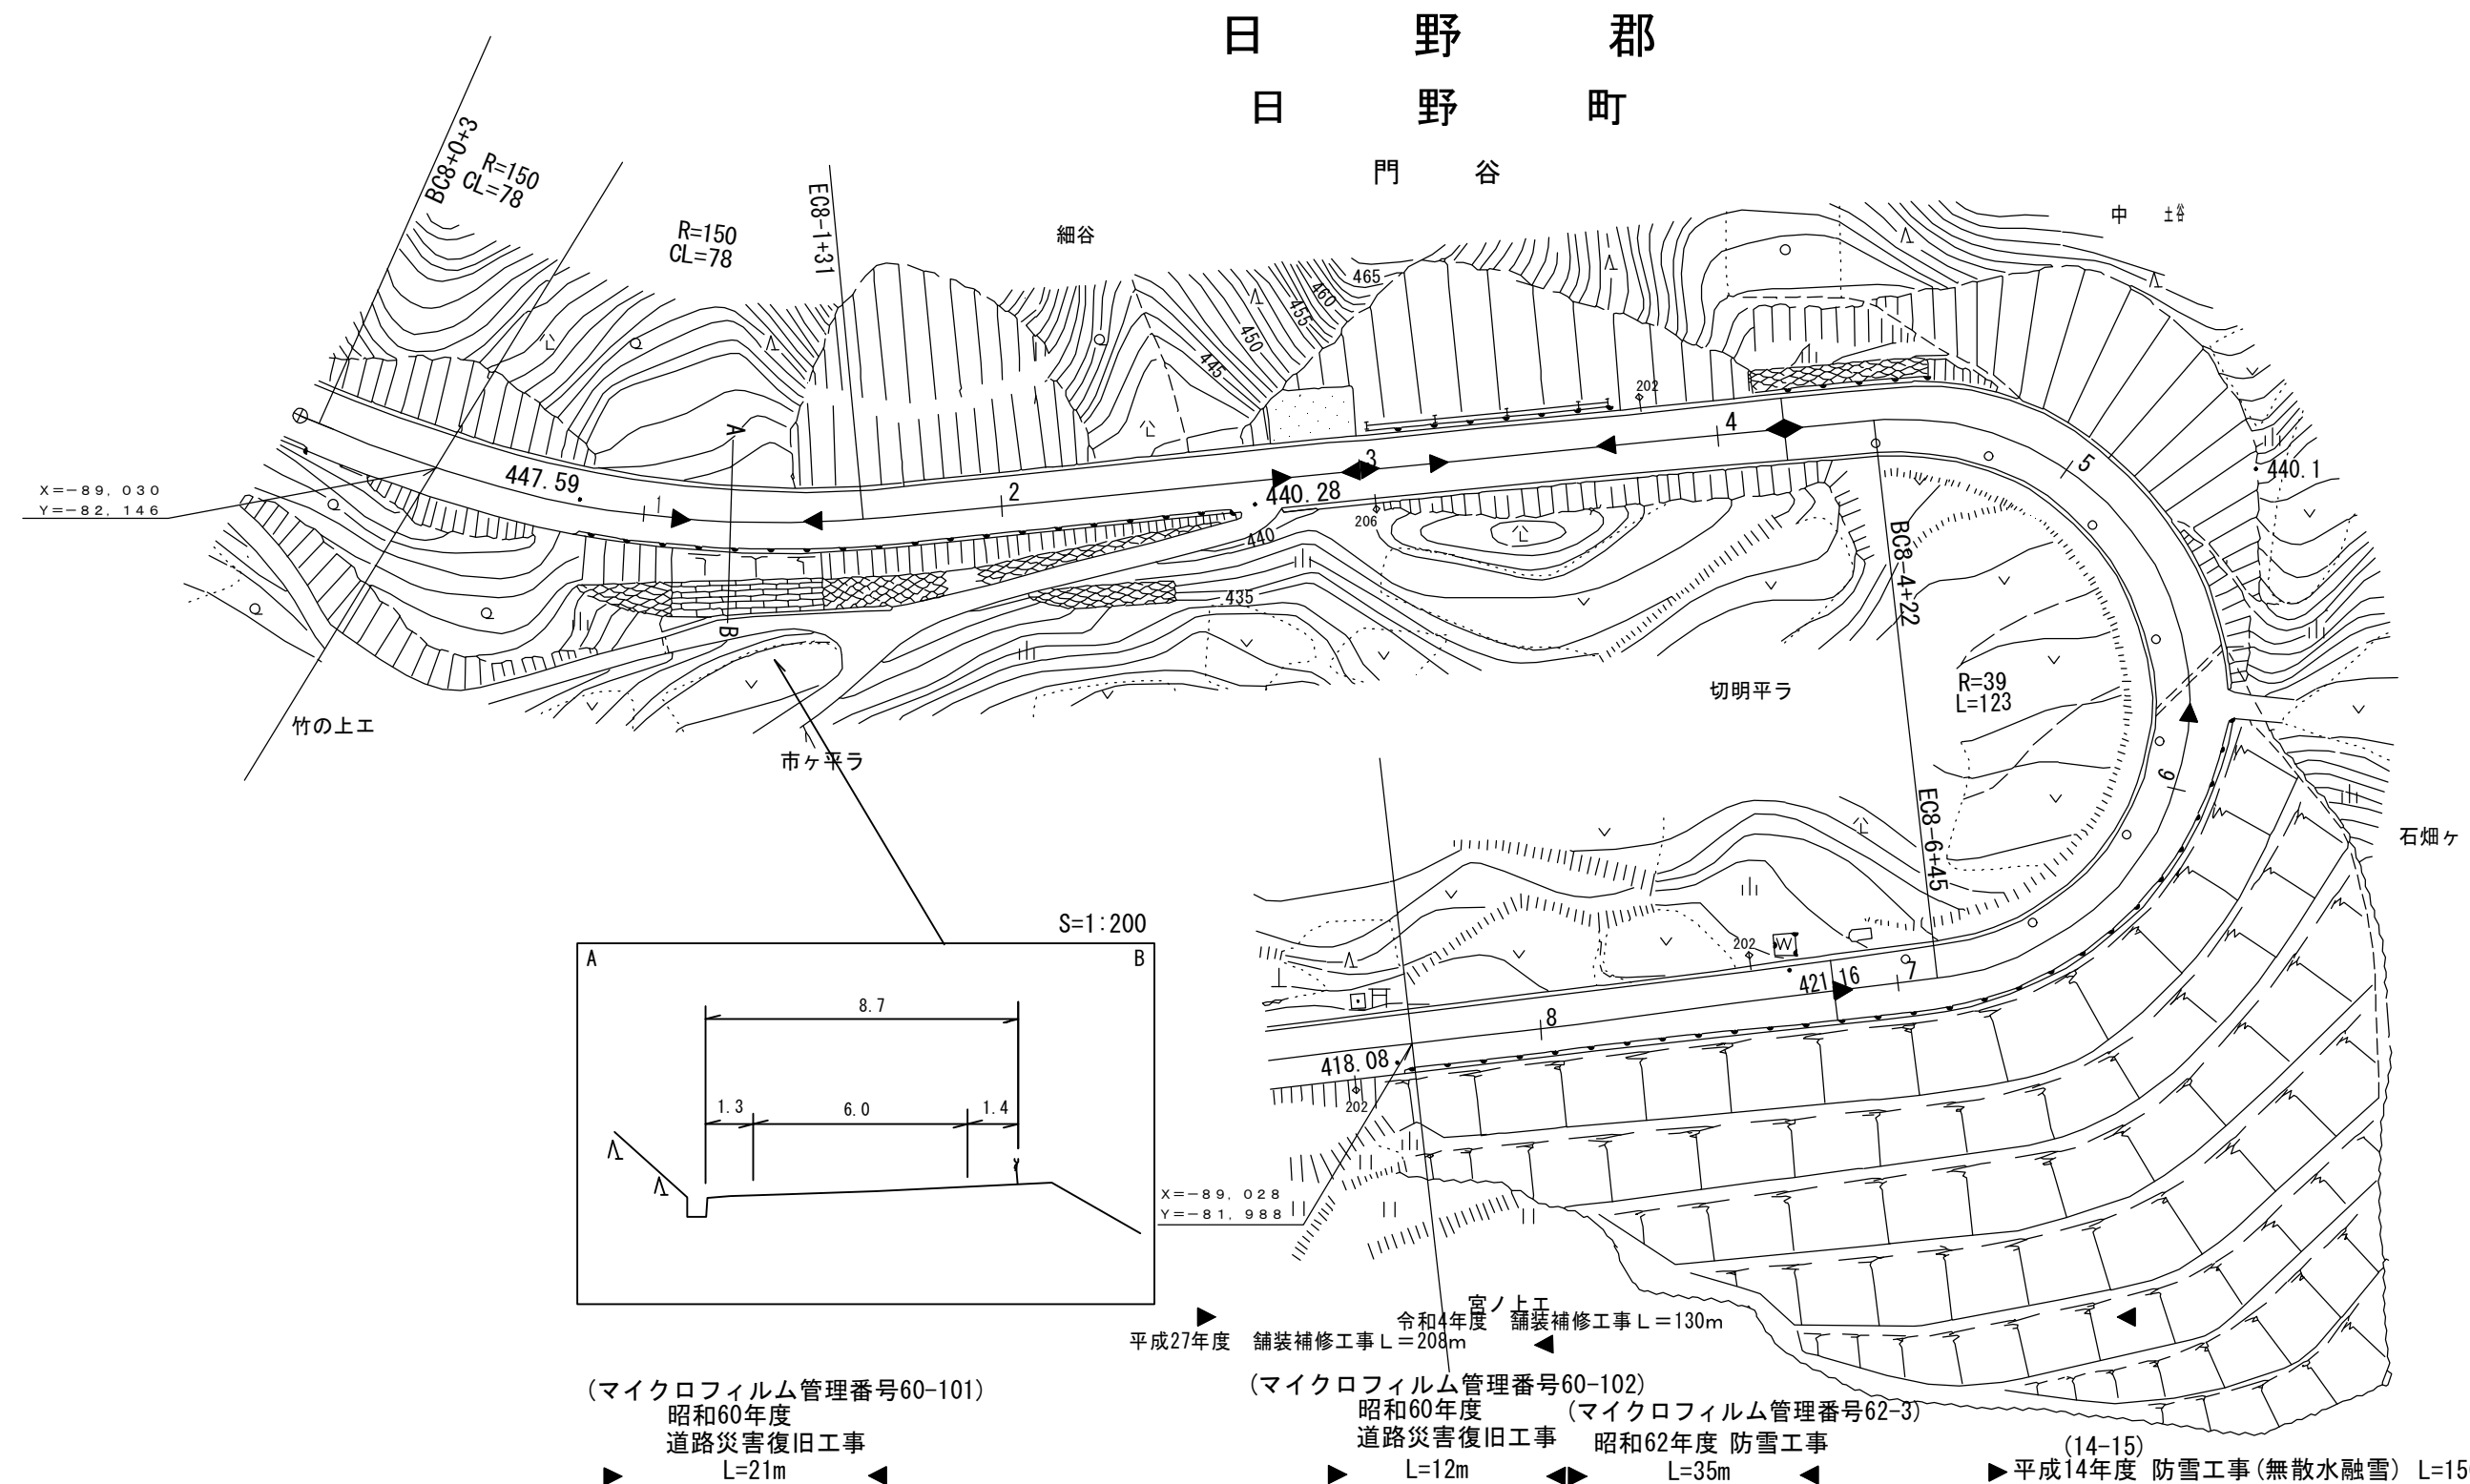 日野郡
日野町
門谷
中土谷
細谷
BC8+0+3
R=150
CL=78
R=150
CL=78
EC8-1+31
465
460
455
450
445
202
4
3
5
440.1
A
447.59
1
2
440.28
206
440
X=-89, 030
Y=-82, 146
B
435
BC8-4+22
R=39
L=123
切明平ラ
竹の上エ
市ヶ平ラ
6
EC8-6+45
石畑ヶ
S=1:200
A
B
8.7
1.3
6.0
1.4
202
W
421.16
7
8
418.08
202
X=-89, 028
Y=-81, 988
宮ノ上エ
令和4年度 舗装補修工事L=130m
平成27年度 舗装補修工事L=208m
(マイクロフィルム管理番号60-101)
昭和60年度
道路災害復旧工事
L=21m
(マイクロフィルム管理番号60-102)
昭和60年度
道路災害復旧工事
L=12m
(マイクロフィルム管理番号62-3)
昭和62年度 防雪工事
L=35m
(14-15)
平成14年度 防雪工事(無散水融雪)